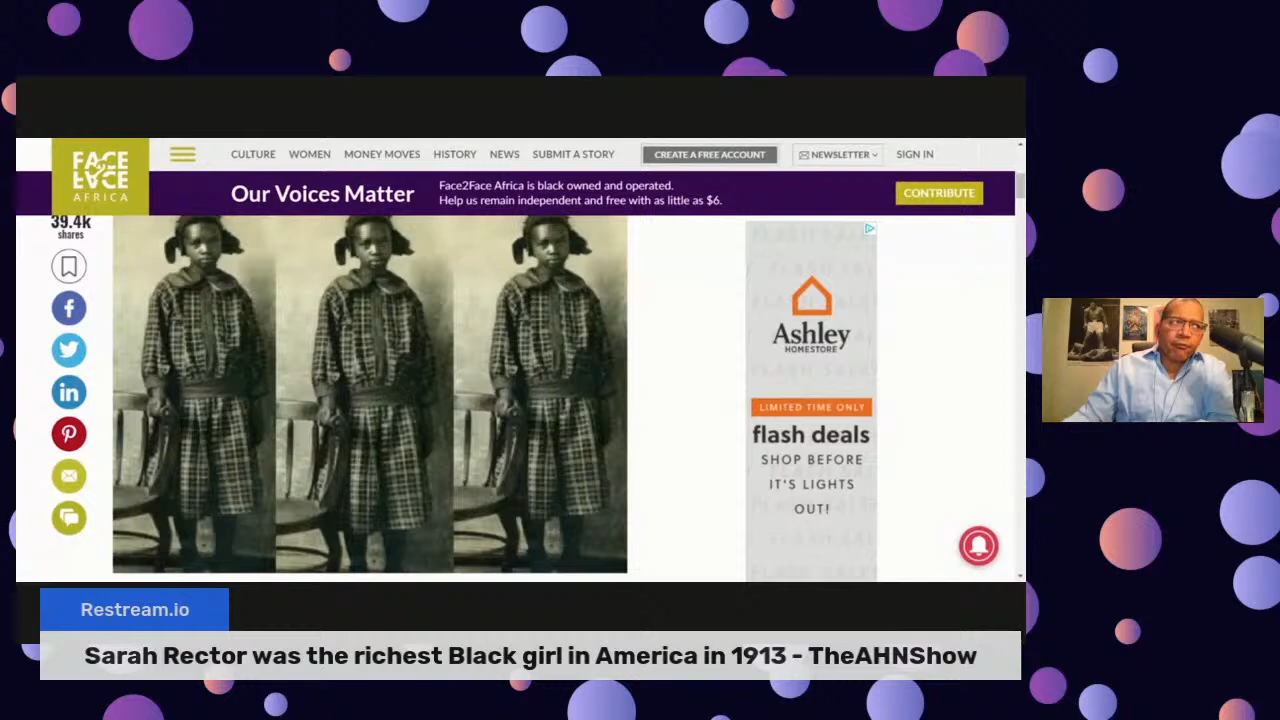 FACE
2
FACE
AFRICA
CULTURE WOMEN MONEY MOVES HISTORY NEWS SUBMIT A STORY CREATE A FREE ACCOUNT NEWSLETTER SIGN IN
Our Voices Matter
Face2Face Africa is black owned and operated.
Help us remain independent and free with as little as $6.
CONTRIBUTE
39.4k
shares
Ashley
HOMESTORE
LIMITED TIME ONLY
flash deals
SHOP BEFORE
IT'S LIGHTS
OUT!
Restream.io
Sarah Rector was the richest Black girl in America in 1913 - TheAHNShow